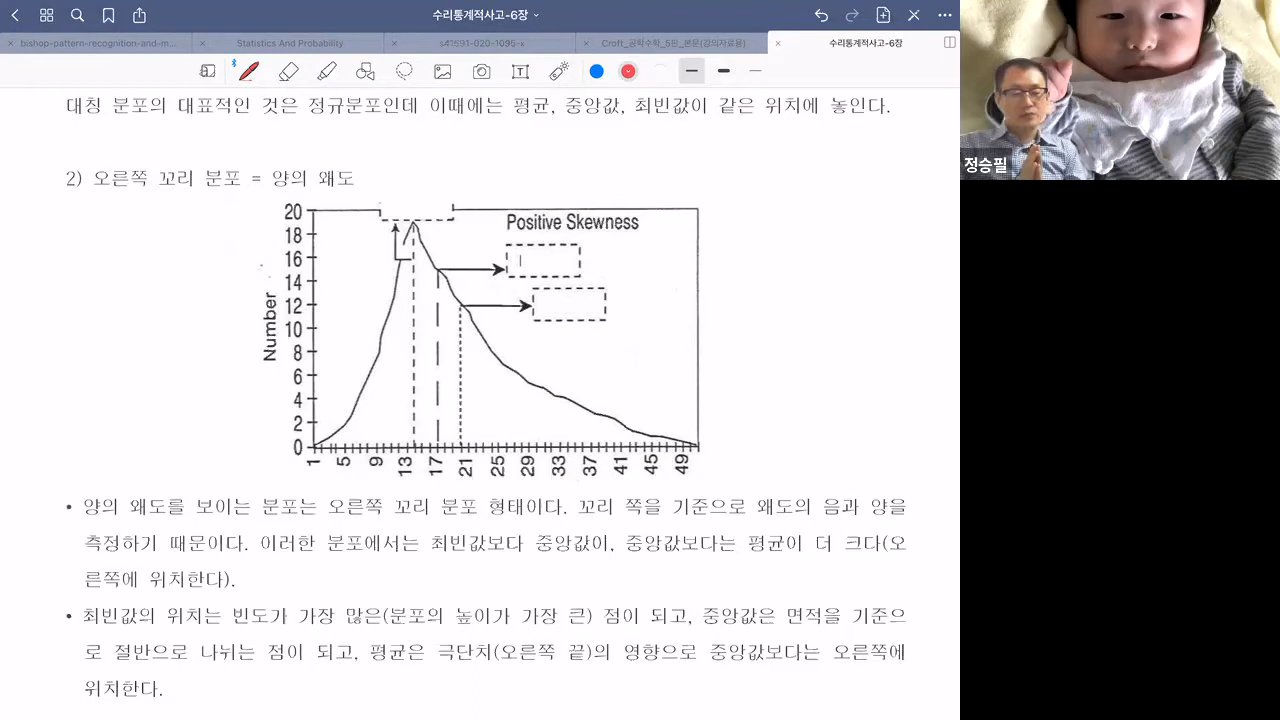 수리통계적사고-6장
bishop-pattern-recognition-and-m...
Statistics And Probability
s41591-020-1095-x
Croft_공학수학_5판_본문(강의자료용)
수리통계적사고-6장
대칭 분포의 대표적인 것은 정규분포인데 이때에는 평균, 중앙값, 최빈값이 같은 위치에 놓인다.
정승필
2) 오른쪽 꼬리 분포 = 양의 왜도
Positive Skewness
Number
20
18
16
14
12
10
8
6
4
2
0
1 5 9 13 17 21 25 29 33 37 41 45 49
• 양의 왜도를 보이는 분포는 오른쪽 꼬리 분포 형태이다. 꼬리 쪽을 기준으로 왜도의 음과 양을
측정하기 때문이다. 이러한 분포에서는 최빈값보다 중앙값이, 중앙값보다는 평균이 더 크다(오
른쪽에 위치한다).
• 최빈값의 위치는 빈도가 가장 많은(분포의 높이가 가장 큰) 점이 되고, 중앙값은 면적을 기준으
로 절반으로 나뉘는 점이 되고, 평균은 극단치(오른쪽 끝)의 영향으로 중앙값보다는 오른쪽에
위치한다.